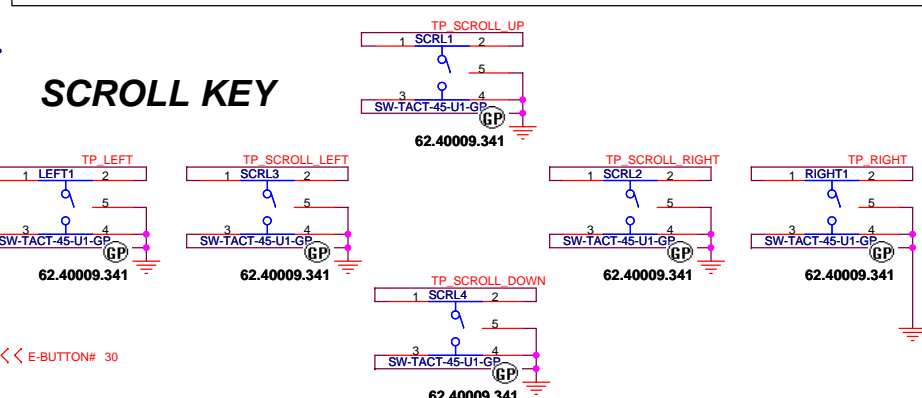 TP_SCROLL_UP
1 SCRL1 2
5
3 4
SW-TACT-45-U1-GP
GP
62.40009.341
SCROLL KEY
TP_LEFT
1 LEFT1 2
5
3 4
SW-TACT-45-U1-GP
GP
62.40009.341
TP_SCROLL_LEFT
1 SCRL3 2
5
3 4
SW-TACT-45-U1-GP
GP
62.40009.341
TP_SCROLL_RIGHT
1 SCRL2 2
5
3 4
SW-TACT-45-U1-GP
GP
62.40009.341
TP_RIGHT
1 RIGHT1 2
5
3 4
SW-TACT-45-U1-GP
GP
62.40009.341
TP_SCROLL_DOWN
1 SCRL4 2
5
3 4
SW-TACT-45-U1-GP
GP
62.40009.341
E-BUTTON# 30